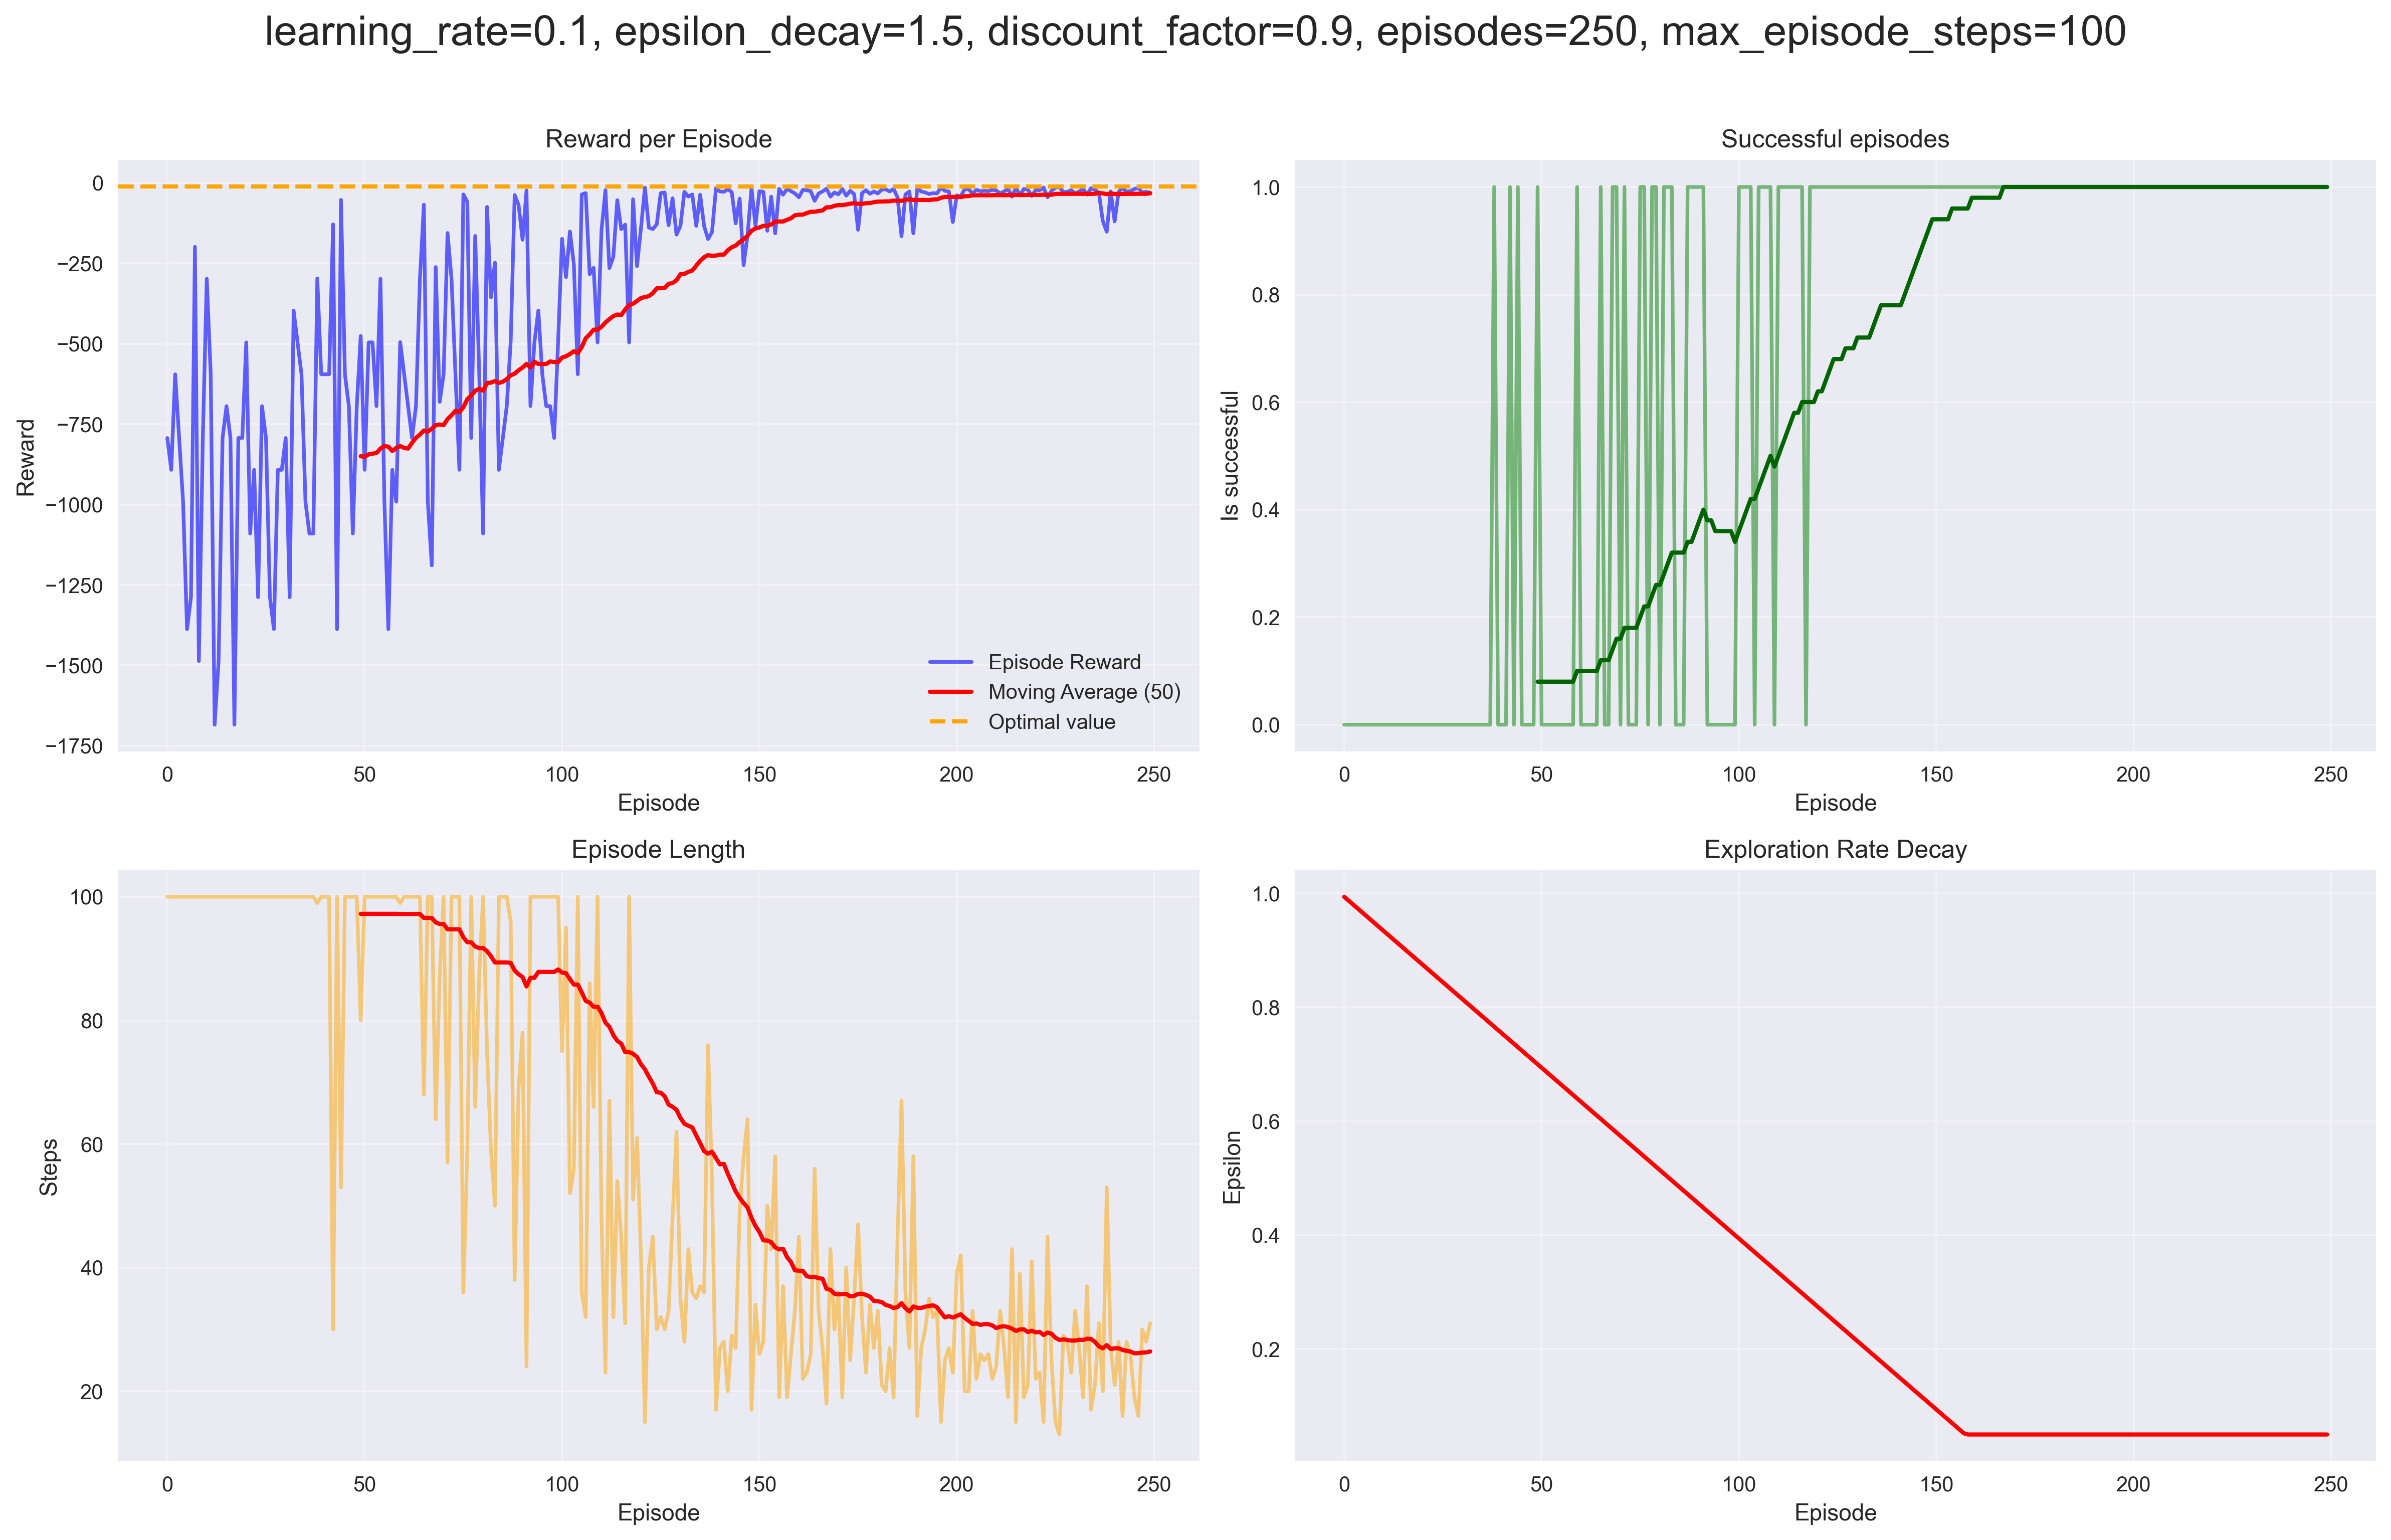 learning_rate=0.1, epsilon_decay=1.5, discount_factor=0.9, episodes=250, max_episode_steps=100
Reward per Episode
0
−250
−500
−750
−1000
−1250
−1500
−1750
Reward
Episode Reward
Moving Average (50)
Optimal value
0 50 100 150 200 250
Episode
Successful episodes
1.0
0.8
0.6
0.4
0.2
0.0
Is successful
0 50 100 150 200 250
Episode
Episode Length
100
80
60
40
20
Steps
0 50 100 150 200 250
Episode
Exploration Rate Decay
1.0
0.8
0.6
0.4
0.2
Epsilon
0 50 100 150 200 250
Episode